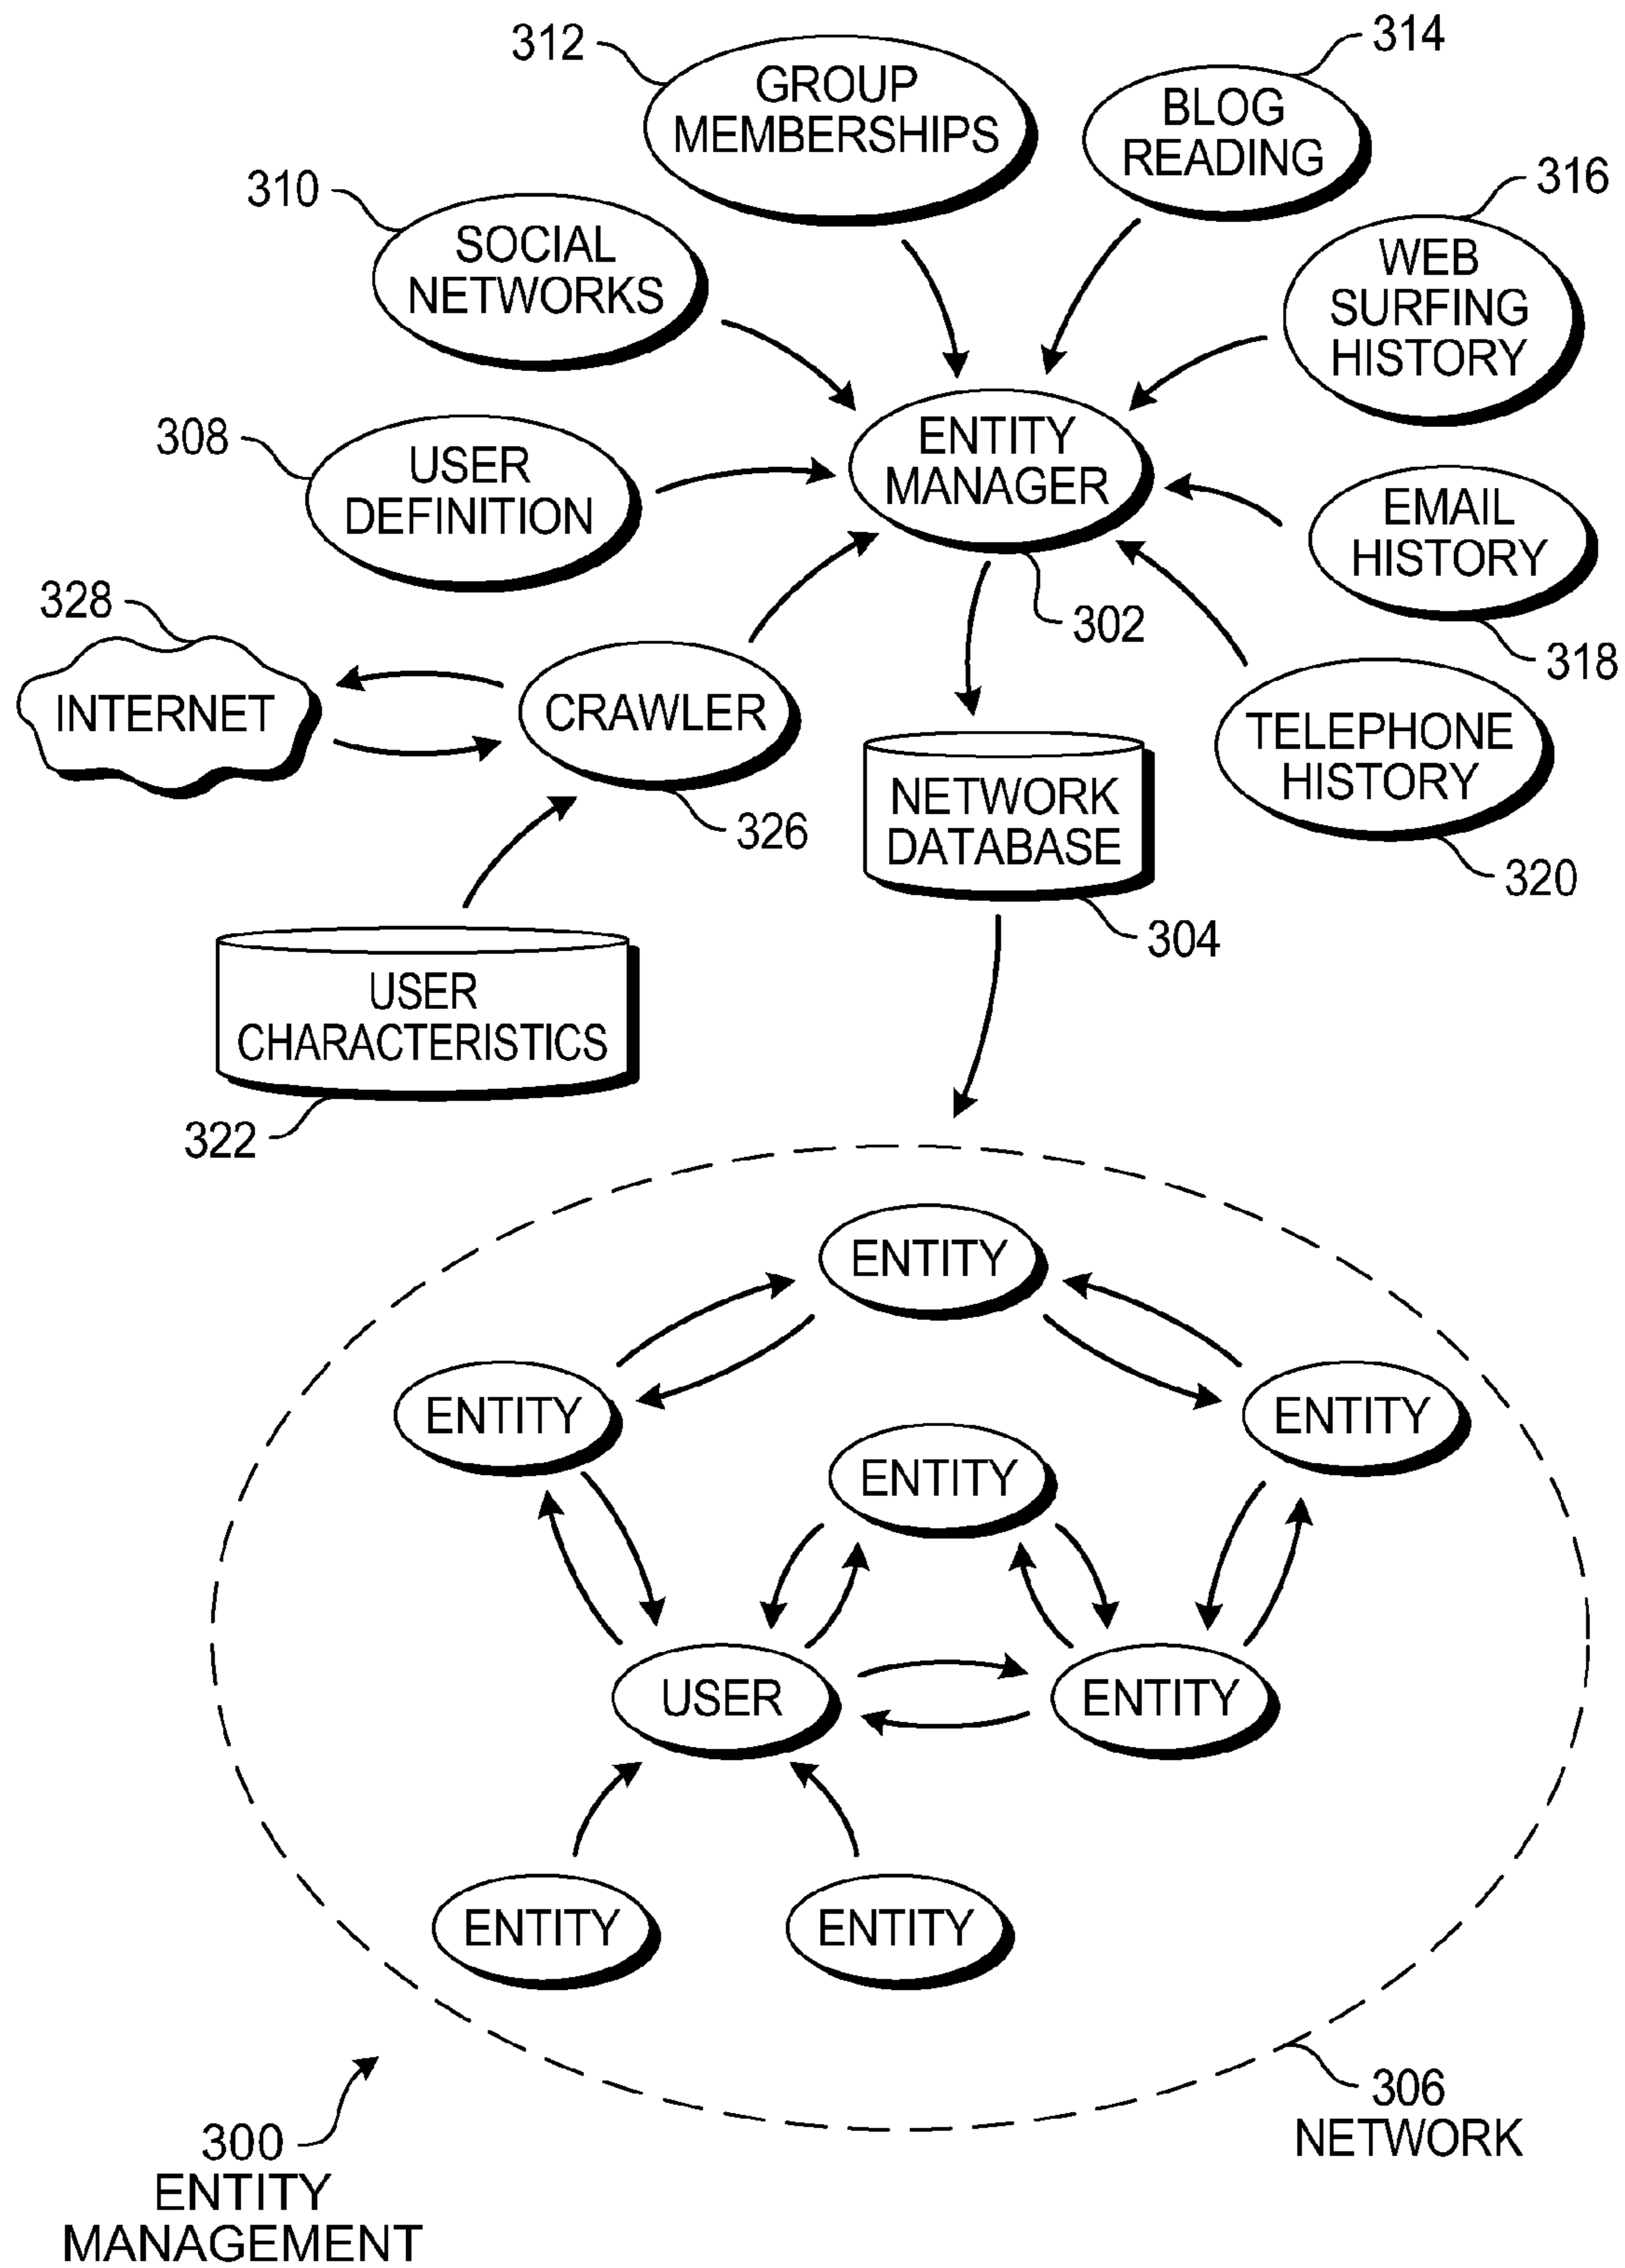 312
GROUP
MEMBERSHIPS
314
BLOG
READING
310
SOCIAL
NETWORKS
316
WEB
SURFING
HISTORY
308
USER
DEFINITION
ENTITY
MANAGER
302
EMAIL
HISTORY
318
328
INTERNET
CRAWLER
326
NETWORK
DATABASE
304
TELEPHONE
HISTORY
320
USER
CHARACTERISTICS
322
ENTITY
ENTITY
ENTITY
ENTITY
USER
ENTITY
ENTITY
ENTITY
306
NETWORK
300
ENTITY
MANAGEMENT